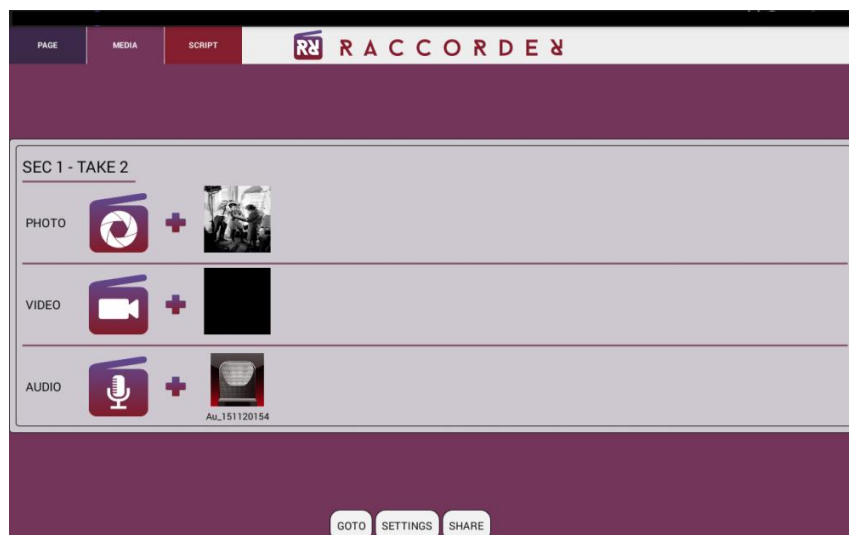 PAGE MEDIA SCRIPT RACCORDER
SEC 1 - TAKE 2
PHOTO
VIDEO
AUDIO
Au_151120154
GOTO SETTINGS SHARE